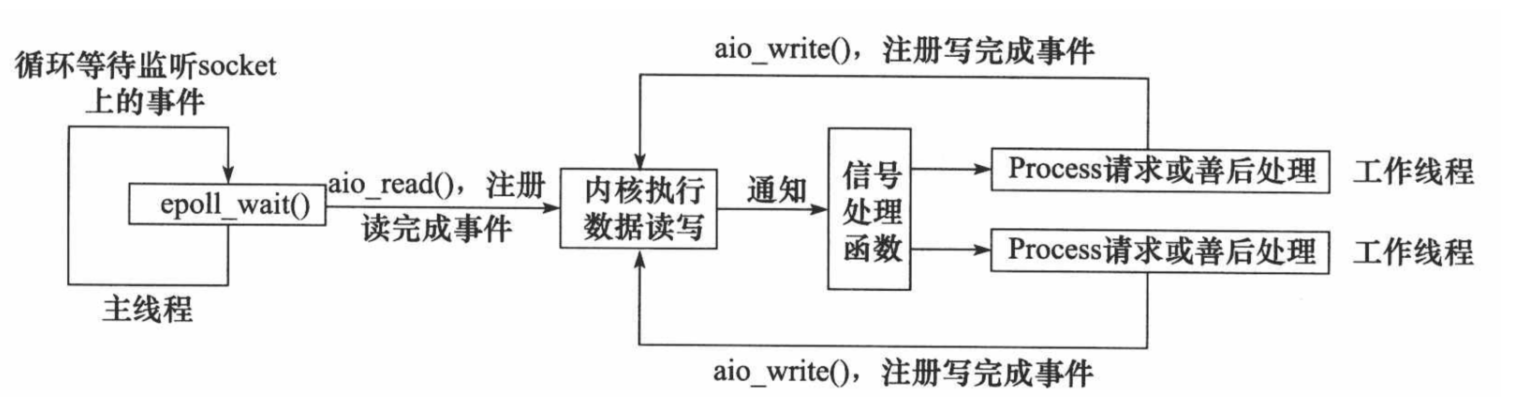 aio_write()，注册写完成事件
循环等待监听socket
上的事件
epoll_wait()
aio_read()，注册
读完成事件
内核执行
数据读写
通知
信号
处理
函数
Process请求或善后处理
工作线程
Process请求或善后处理
工作线程
主线程
aio_write()，注册写完成事件